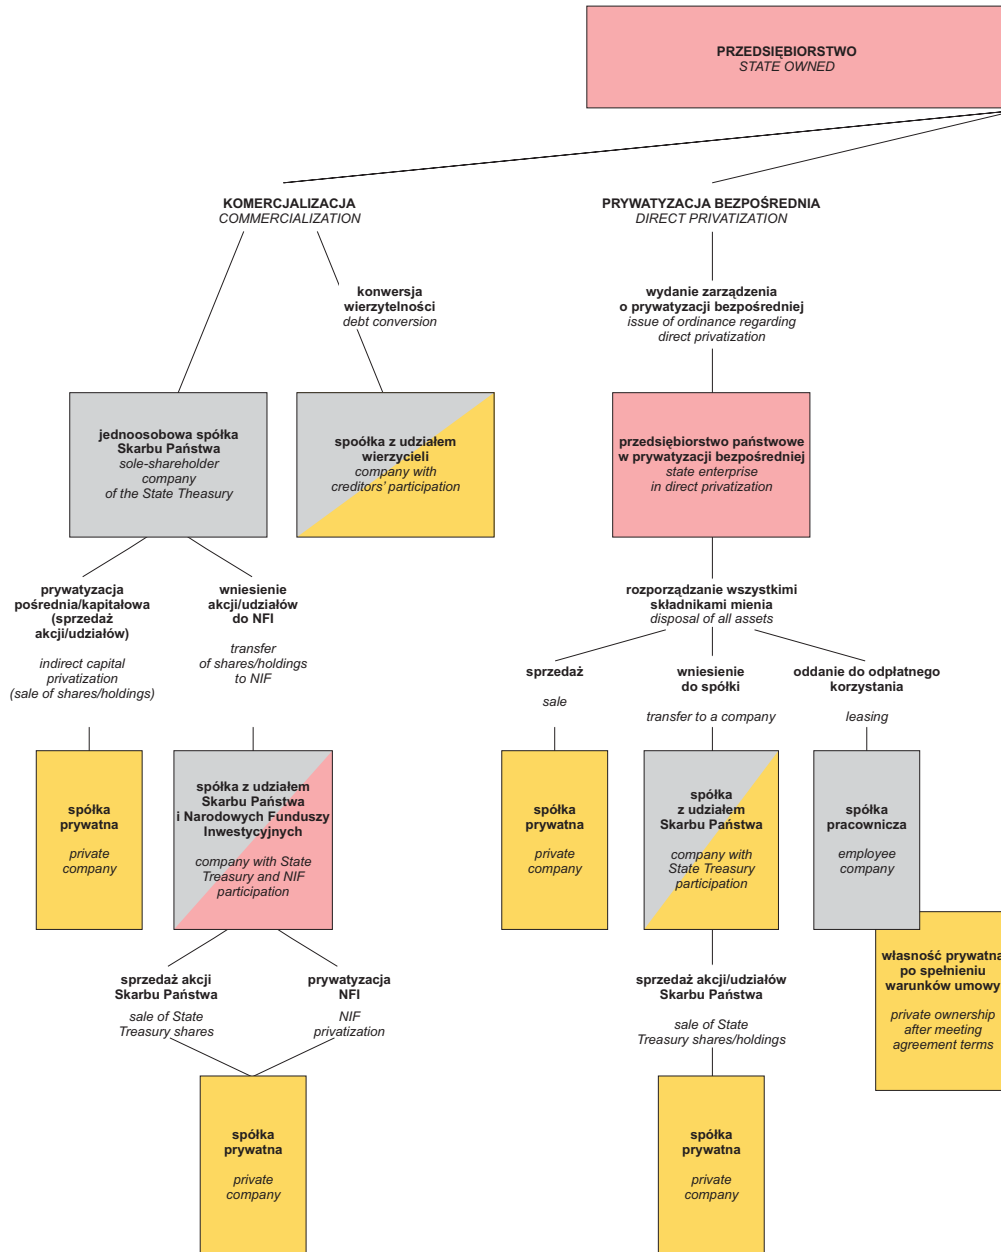 PRZEDSIĘBIORSTWO
STATE OWNED
KOMERCJALIZACJA
COMMERCIALIZATION
PRYWATYZACJA BEZPOŚREDNIA
DIRECT PRIVATIZATION
konwersja
wierzytelności
debt conversion
wydanie zarządzenia
o prywatyzacji bezpośredniej
issue of ordinance regarding
direct privatization
jednoosobowa spółka
Skarbu Państwa
sole-shareholder
company
of the State Treasury
spoółka z udziałem
wierzycieli
company with
creditors' participation
przedsiębiorstwo państwowe
w prywatyzacji bezpośredniej
state enterprise
in direct privatization
prywatyzacja
pośrednia/kapitałowa
(sprzedaż
akcji/udziałów)
indirect capital
privatization
(sale of shares/holdings)
wniesienie
akcji/udziałów
do NFI
transfer
of shares/holdings
to NIF
rozporządzanie wszystkimi
składnikami mienia
disposal of all assets
sprzedaż
sale
wniesienie
do spółki
transfer to a company
oddanie do odpłatnego
korzystania
leasing
spółka
prywatna
private
company
spółka z udziałem
Skarbu Państwa
i Narodowych Funduszy
Inwestycyjnych
company with State
Treasury and NIF
participation
spółka
prywatna
private
company
spółka
z udziałem
Skarbu Państwa
company with
State Treasury
participation
spółka
pracownicza
employee
company
własność prywatna
po spełnieniu
warunków umowy
private ownership
after meeting
agreement terms
sprzedaż akcji
Skarbu Państwa
sale of State
Treasury shares
prywatyzacja
NFI
NIF
privatization
sprzedaż akcji/udziałów
Skarbu Państwa
sale of State
Treasury shares/holdings
spółka
prywatna
private
company
spółka
prywatna
private
company